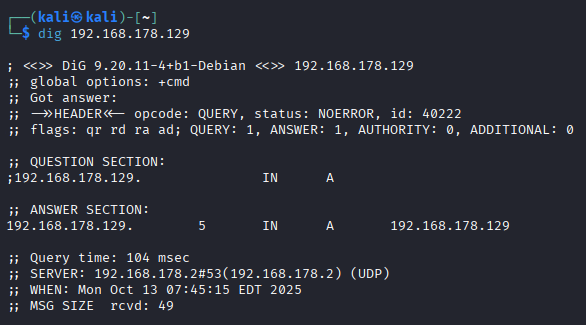 ┌──(kali㉿kali)-[~]
└─$ dig 192.168.178.129

; <<>> DiG 9.20.11-4+b1-Debian <<>> 192.168.178.129
;; global options: +cmd
;; Got answer:
;; ->>HEADER<<- opcode: QUERY, status: NOERROR, id: 40222
;; flags: qr rd ra ad; QUERY: 1, ANSWER: 1, AUTHORITY: 0, ADDITIONAL: 0

;; QUESTION SECTION:
;192.168.178.129.		IN	A

;; ANSWER SECTION:
192.168.178.129.	5	IN	A	192.168.178.129

;; Query time: 104 msec
;; SERVER: 192.168.178.2#53(192.168.178.2) (UDP)
;; WHEN: Mon Oct 13 07:45:15 EDT 2025
;; MSG SIZE  rcvd: 49